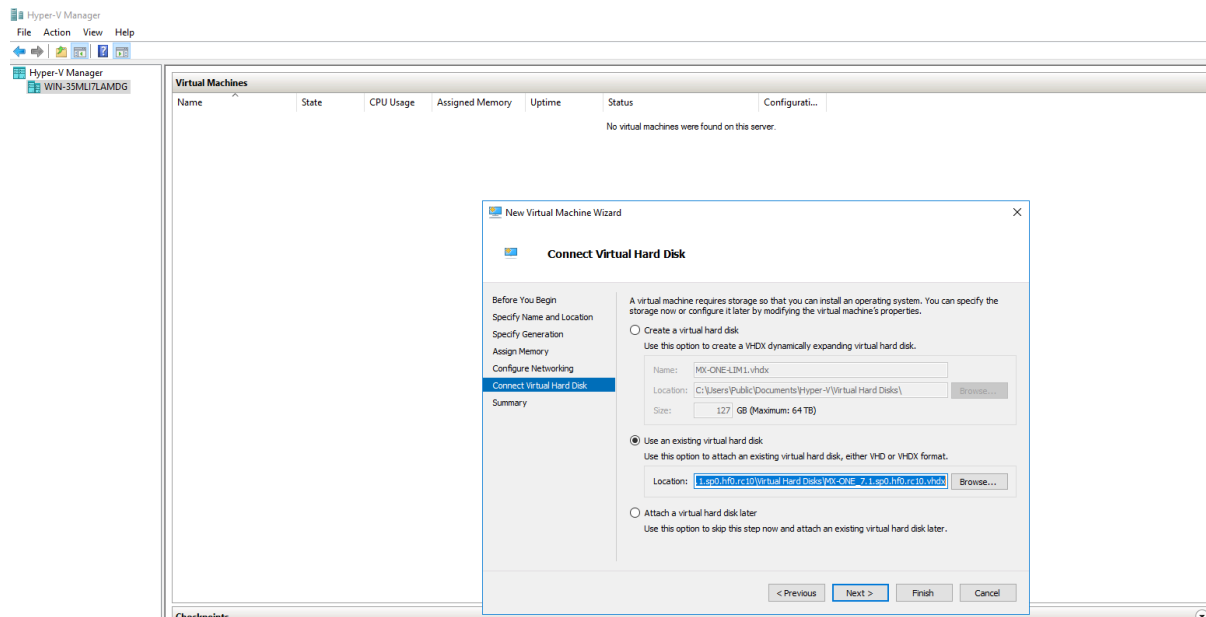 Hyper-V Manager
File Action View Help
Hyper-V Manager
WIN-35MLI7LAMDG
Virtual Machines
Name State CPU Usage Assigned Memory Uptime Status Configurati...
No virtual machines were found on this server.
New Virtual Machine Wizard
Connect Virtual Hard Disk
Before You Begin
Specify Name and Location
Specify Generation
Assign Memory
Configure Networking
Connect Virtual Hard Disk
Summary
A virtual machine requires storage so that you can install an operating system. You can specify the
storage now or configure it later by modifying the virtual machine's properties.
Create a virtual hard disk
Use this option to create a VHDX dynamically expanding virtual hard disk.
Name: MX-ONE-LIM1.vhdx
Location: C:\Users\Public\Documents\Hyper-V\Virtual Hard Disks\ Browse...
Size: 127 GB (Maximum: 64 TB)
Use an existing virtual hard disk
Use this option to attach an existing virtual hard disk, either VHD or VHDX format.
Location: .1.sp0.hf0.rc10\Virtual Hard Disks\MX-ONE_7.1.sp0.hf0.rc10.vhdx Browse...
Attach a virtual hard disk later
Use this option to skip this step now and attach an existing virtual hard disk later.
< Previous Next > Finish Cancel
Checkpoints